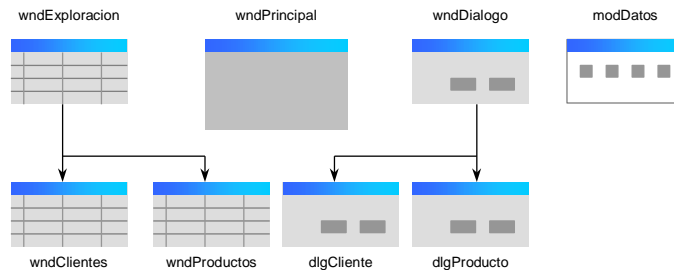 wndExploracion
wndPrincipal
wndDialogo
modDatos
wndClientes
wndProductos
dlgCliente
dlgProducto